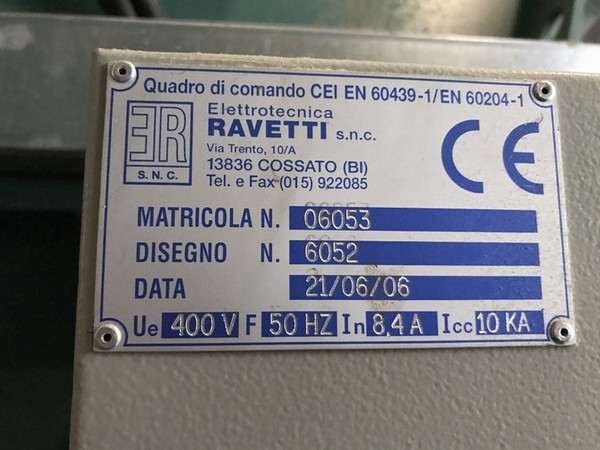 Quadro di comando CEI EN 60439-1/EN 60204-1
ER
S.N.C.
Elettrotecnica
RAVETTI s.n.c.
Via Trento, 10/A
13836 COSSATO (BI)
Tel. e Fax (015) 922085
CE
MATRICOLA N. 06053
DISEGNO N. 6052
DATA 21/06/06
Ue 400 V F 50 HZ In 8,4 A Icc 10 KA